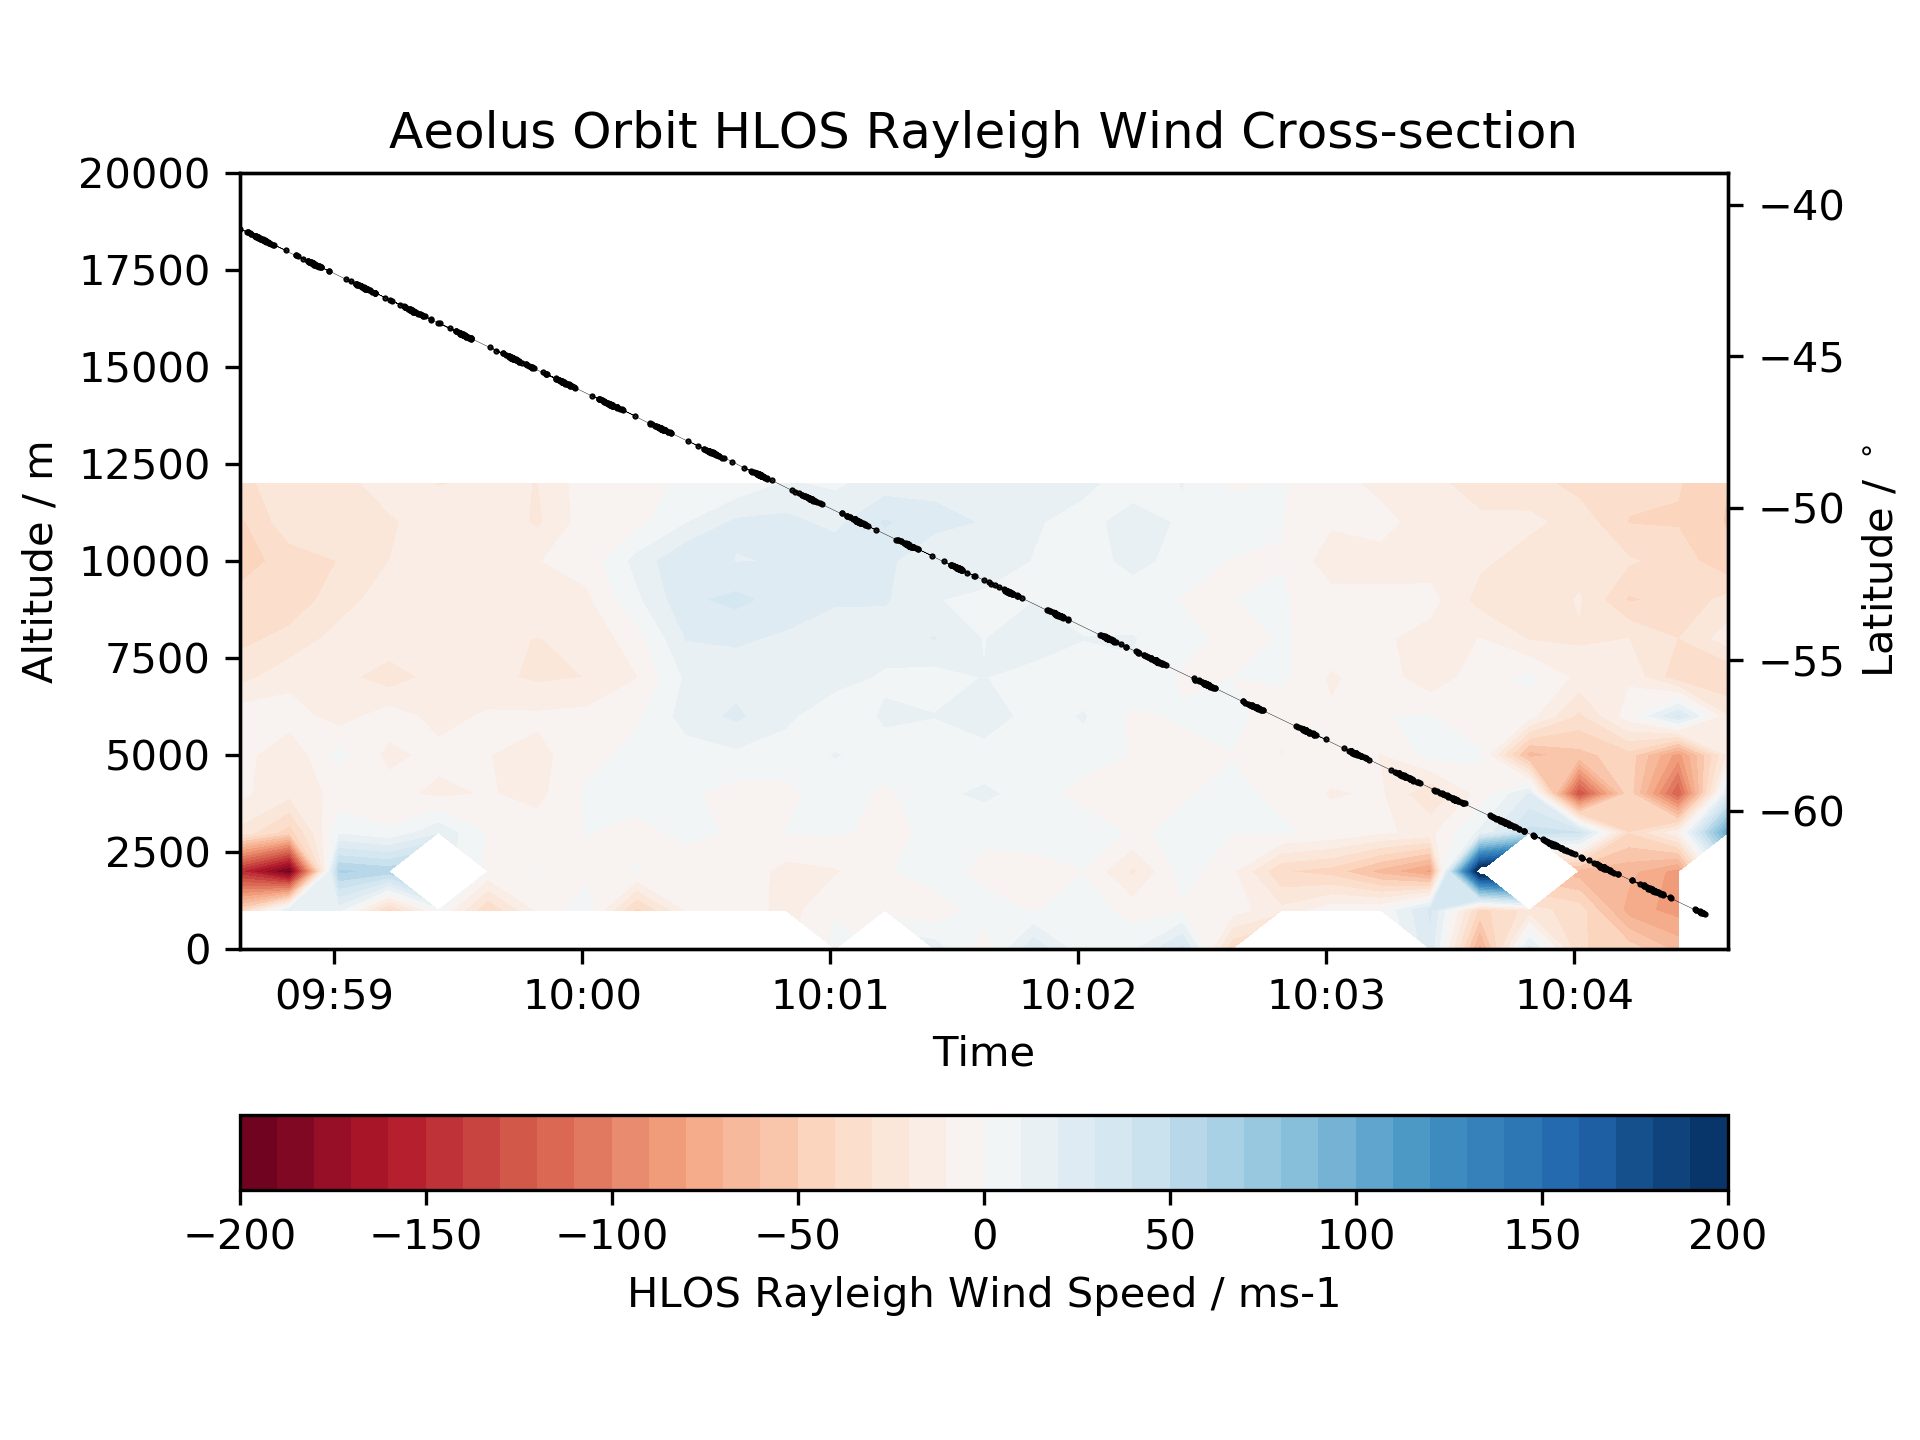 Aeolus Orbit HLOS Rayleigh Wind Cross-section
20000
17500
15000
12500
10000
7500
5000
2500
0
Altitude / m
−40
−45
−50
−55
−60
Latitude / °
09:59 10:00 10:01 10:02 10:03 10:04
Time
−200 −150 −100 −50 0 50 100 150 200
HLOS Rayleigh Wind Speed / ms-1